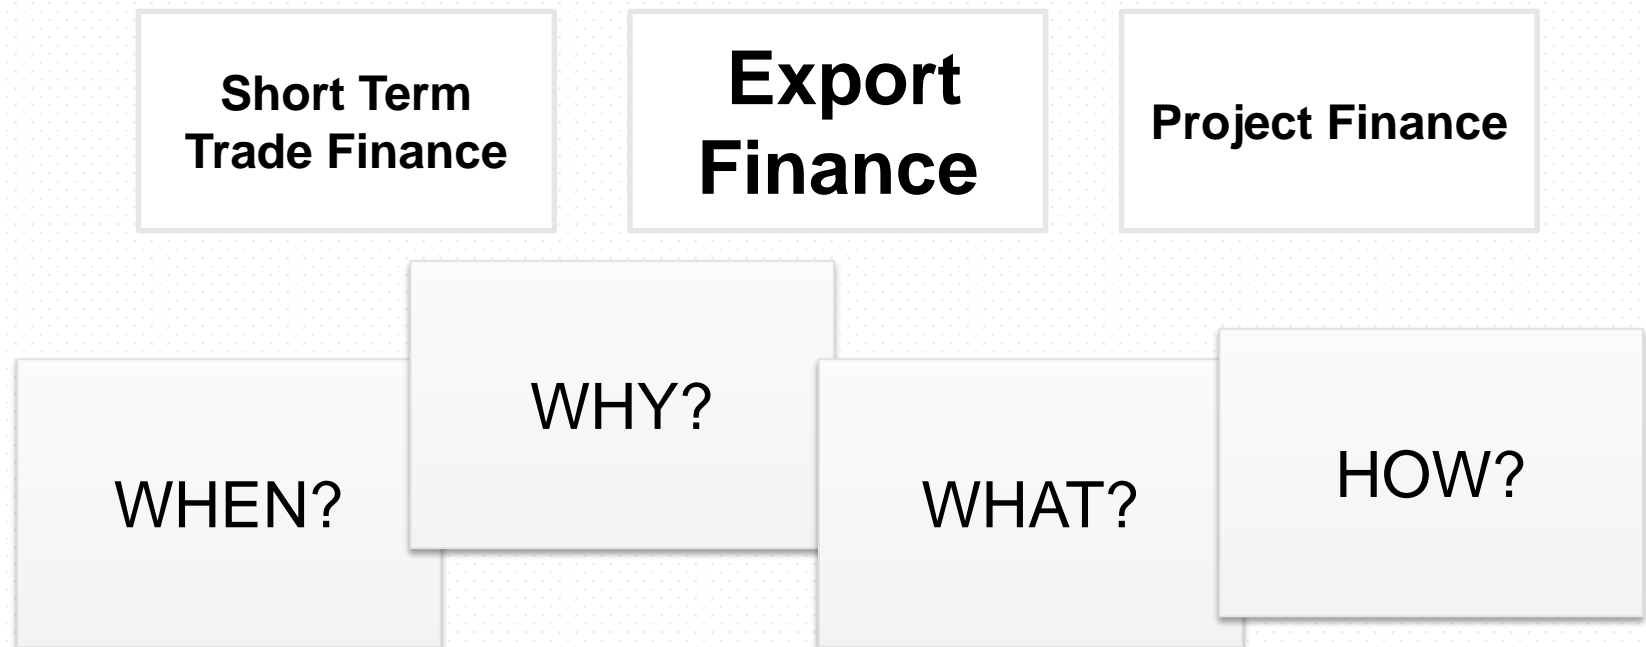 Short Term
Trade Finance
Export
Finance
Project Finance
WHEN?
WHY?
WHAT?
HOW?